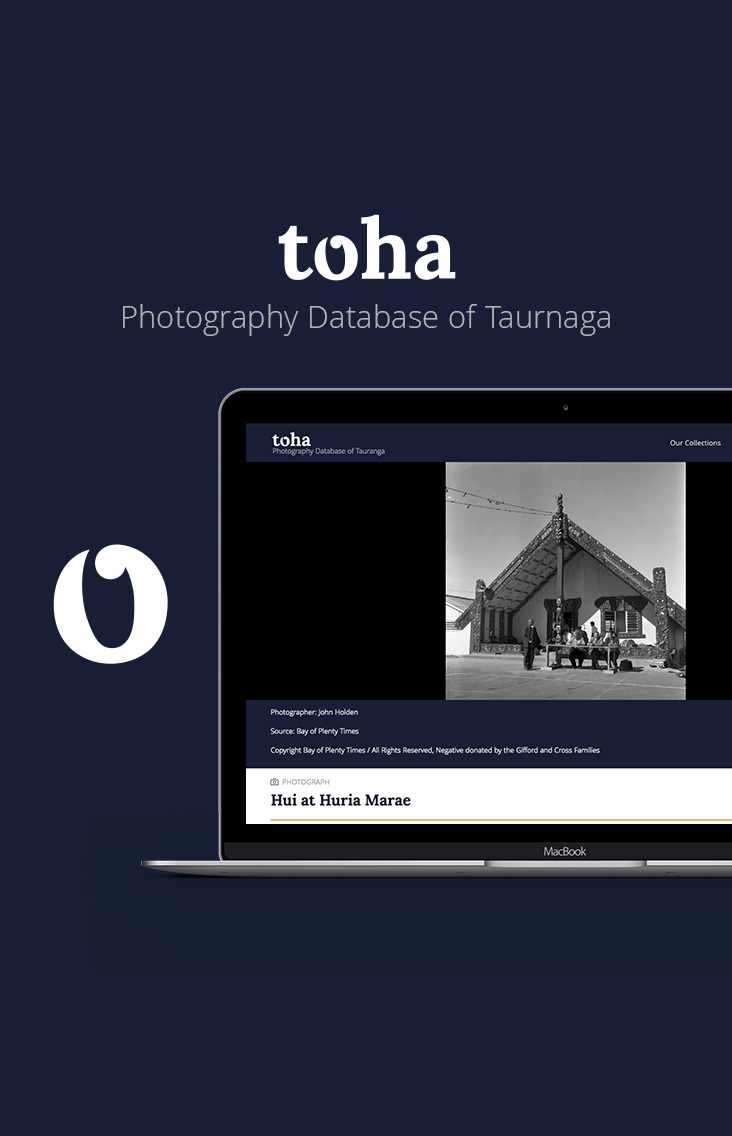 toha
Photography Database of Taurnaga
toha
Photography Database of Tauranga
Our Collections
O
Photographer: John Holden
Source: Bay of Plenty Times
Copyright Bay of Plenty Times / All Rights Reserved, Negative donated by the Gifford and Cross Families
PHOTOGRAPH
Hui at Huria Marae
MacBook